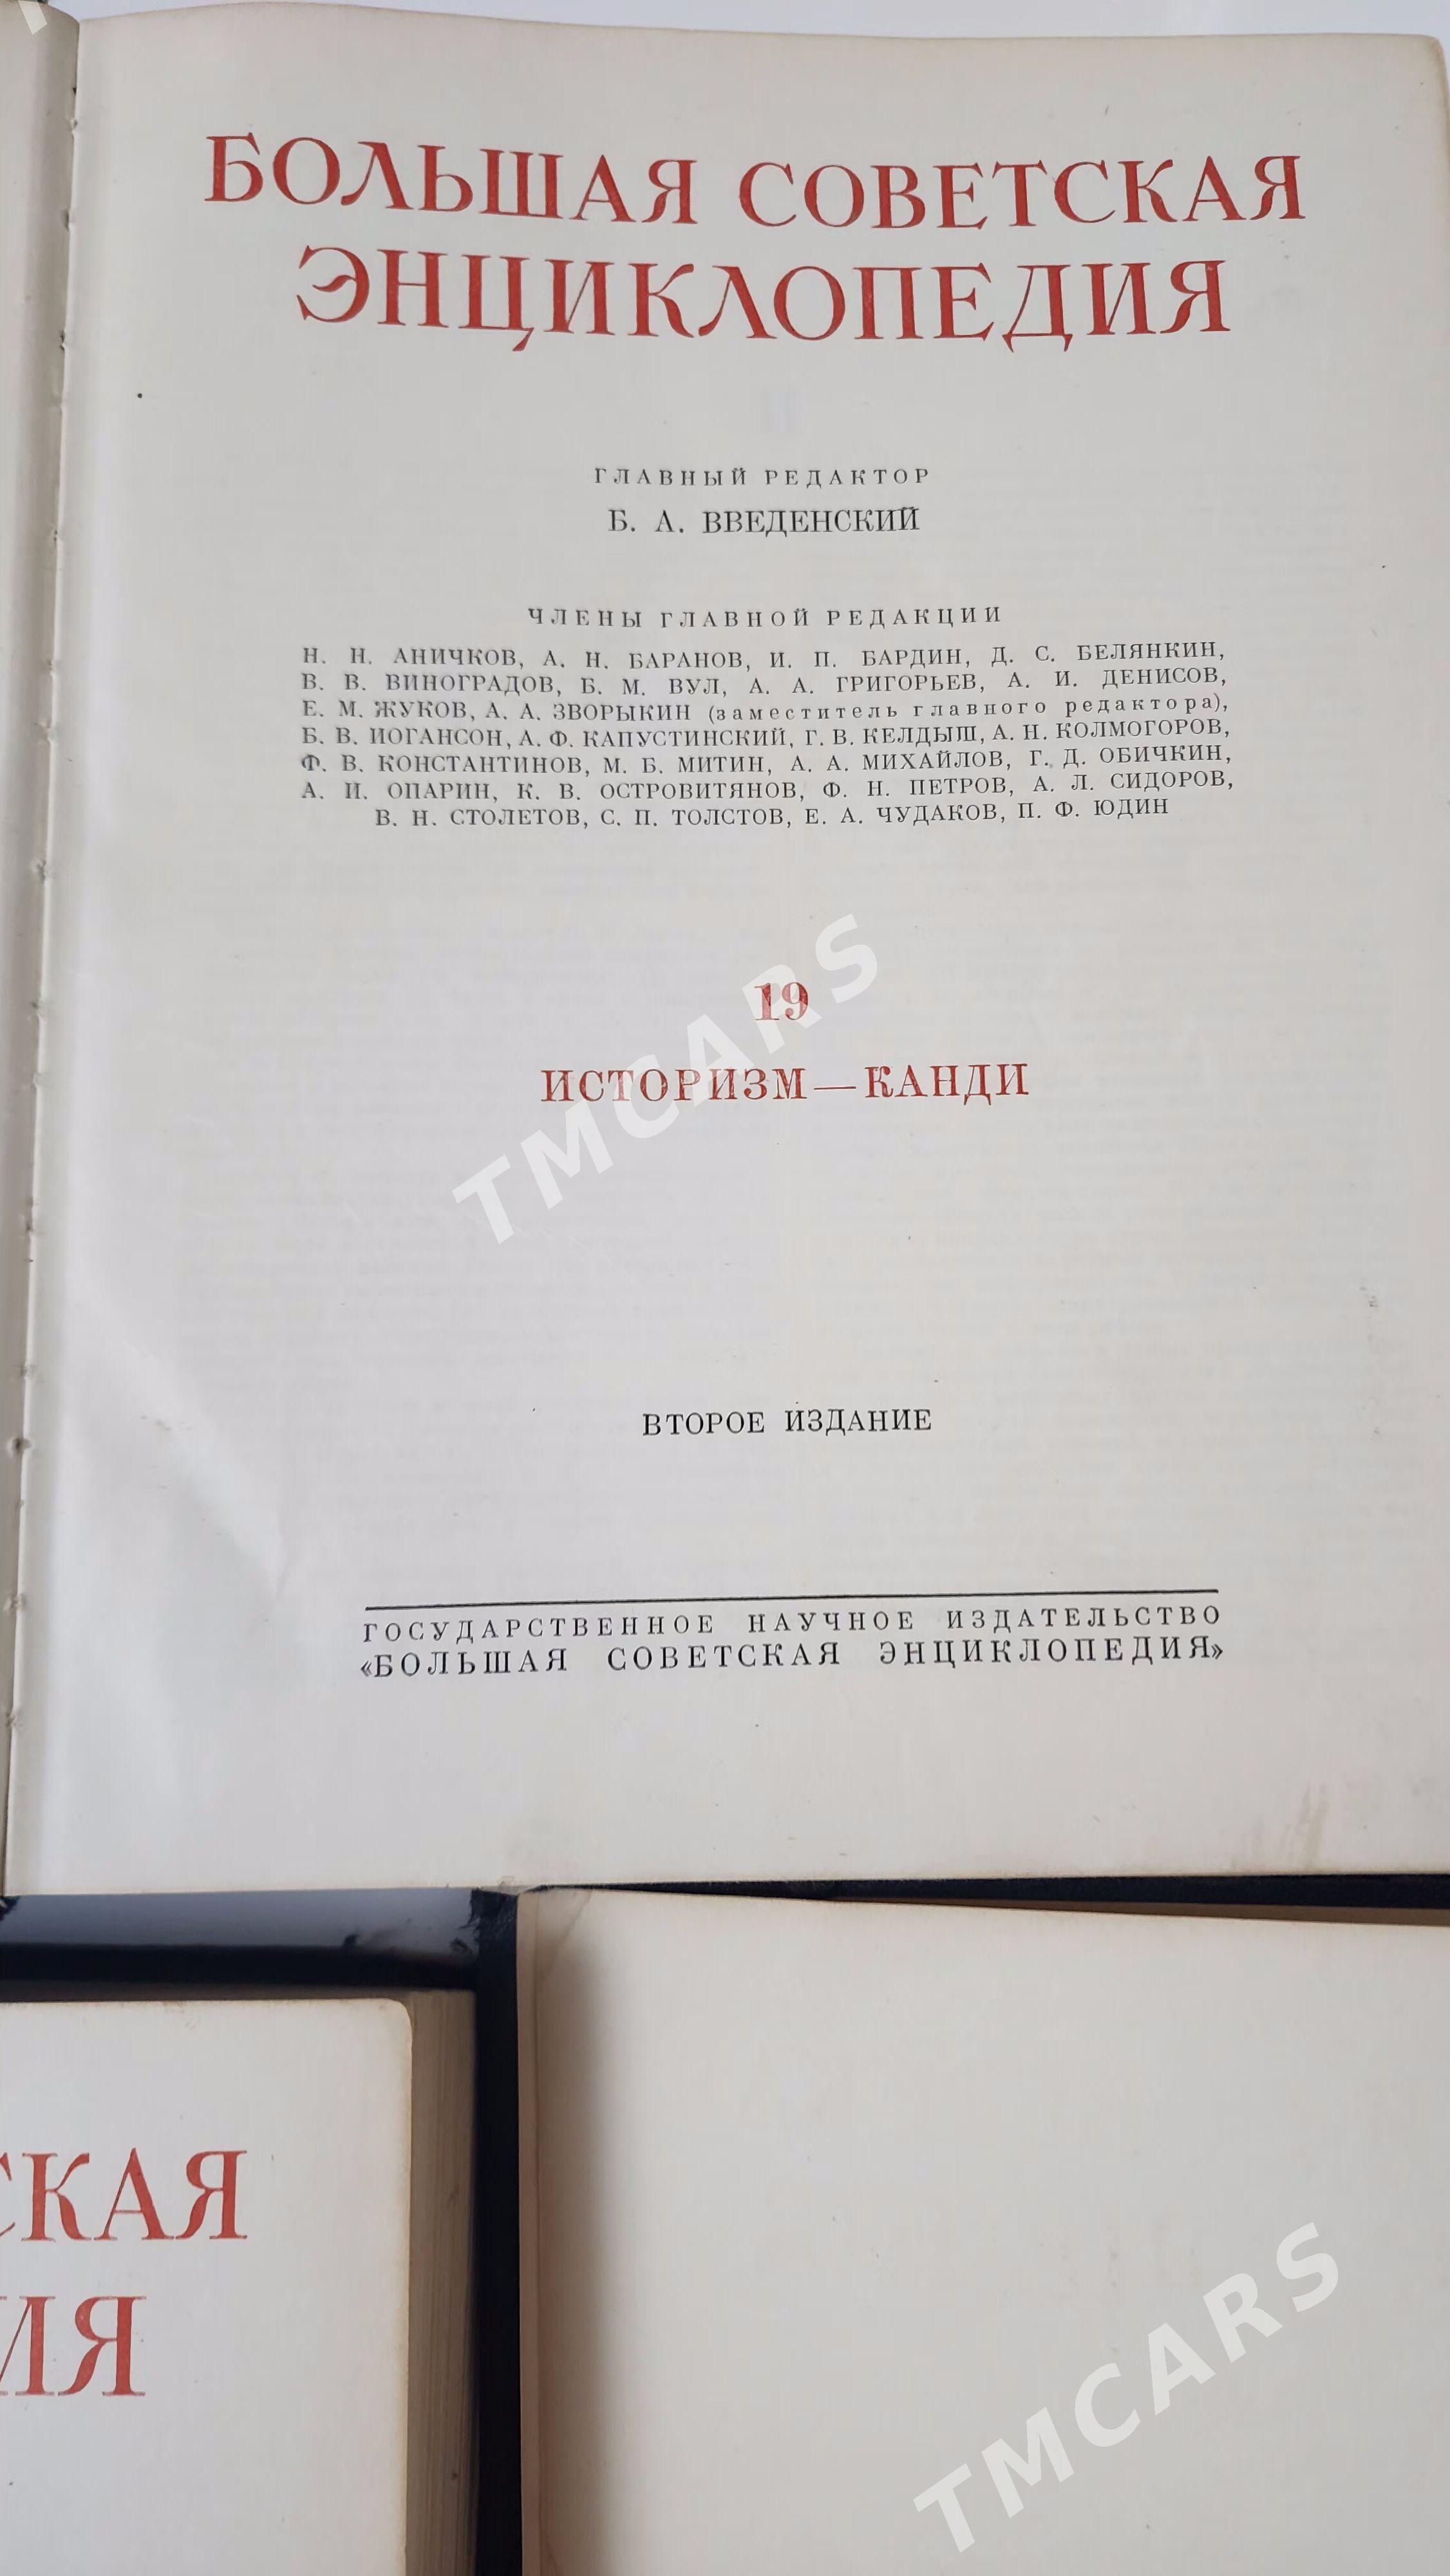 БОЛЬШАЯ СОВЕТСКАЯ
ЭНЦИКЛОПЕДИЯ
ГЛАВНЫЙ РЕДАКТОР
Б. А. ВВЕДЕНСКИЙ
ЧЛЕНЫ ГЛАВНОЙ РЕДАКЦИИ
Н. Н. АНИЧКОВ, А. Н. БАРАНОВ, И. П. БАРДИН, Д. С. БЕЛЯНКИН,
В. В. ВИНОГРАДОВ, Б. М. ВУЛ, А. А. ГРИГОРЬЕВ, А. И. ДЕНИСОВ,
Е. М. ЖУКОВ, А. А. ЗВОРЫКИН (заместитель главного редактора),
Б. В. ИОГАНСОН, А. Ф. КАПУСТИНСКИЙ, Г. В. КЕЛДЫШ, А. Н. КОЛМОГОРОВ,
Ф. В. КОНСТАНТИНОВ, М. Б. МИТИН, А. А. МИХАЙЛОВ, Г. Д. ОБИЧКИН,
А. И. ОПАРИН, К. В. ОСТРОВИТЯНОВ, Ф. Н. ПЕТРОВ, А. Л. СИДОРОВ,
В. Н. СТОЛЕТОВ, С. П. ТОЛСТОВ, Е. А. ЧУДАКОВ, П. Ф. ЮДИН
19
ИСТОРИЗМ — КАНДИ
TMCARS
ВТОРОЕ ИЗДАНИЕ
ГОСУДАРСТВЕННОЕ НАУЧНОЕ ИЗДАТЕЛЬСТВО
«БОЛЬШАЯ СОВЕТСКАЯ ЭНЦИКЛОПЕДИЯ»
СКАЯ
ИЯ
TMCARS